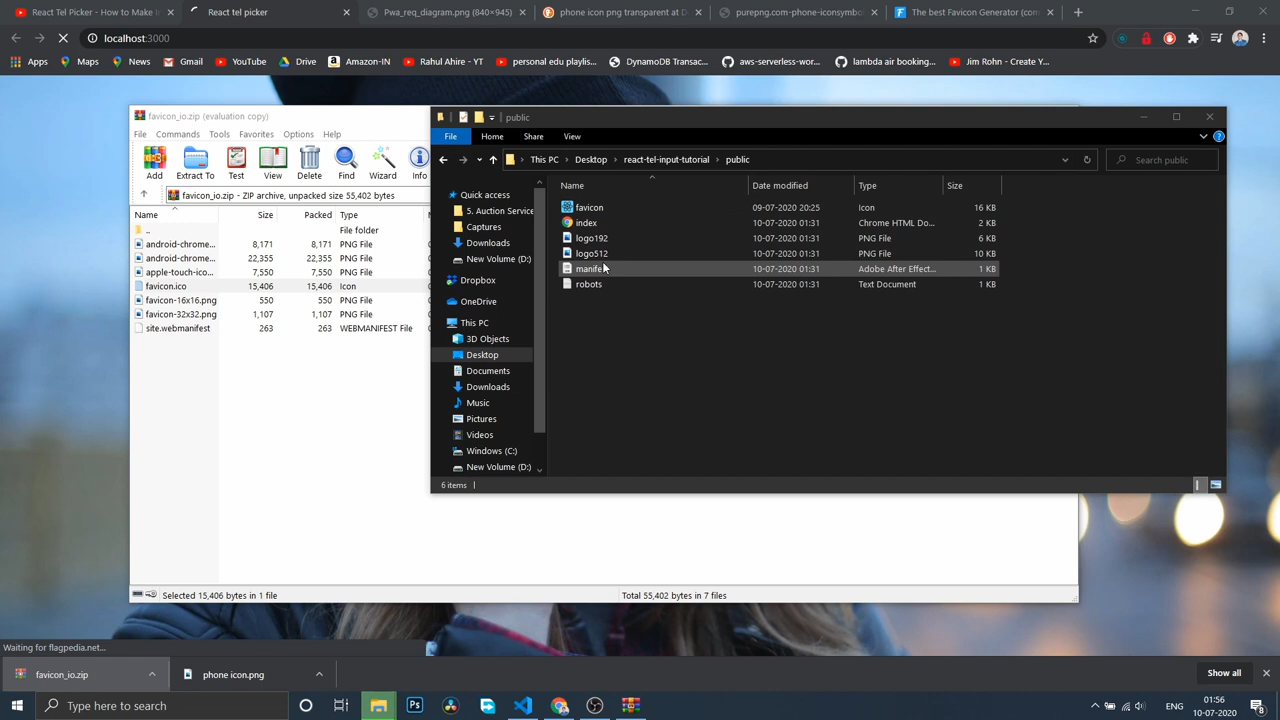 React Tel Picker - How to Make In
React tel picker
Pwa_req_diagram.png (840×945)
phone icon png transparent at D
purepng.com-phone-iconsymbol
The best Favicon Generator (com
localhost:3000
Apps
Maps
News
Gmail
YouTube
Drive
Amazon-IN
Rahul Ahire - YT
personal edu playlis...
DynamoDB Transac...
aws-serverless-wor...
lambda air booking...
Jim Rohn - Create Y...
favicon_io.zip (evaluation copy)
File Commands Tools Favorites Options Help
Add Extract To Test View Delete Find Wizard Info
favicon_io.zip - ZIP archive, unpacked size 55,402 bytes
Name Size Packed Type
.. File folder
android-chrome... 8,171 8,171 PNG File
android-chrome... 22,355 22,355 PNG File
apple-touch-ico... 7,550 7,550 PNG File
favicon.ico 15,406 15,406 Icon
favicon-16x16.png 550 550 PNG File
favicon-32x32.png 1,107 1,107 PNG File
site.webmanifest 263 263 WEBMANIFEST File
Selected 15,406 bytes in 1 file
Total 55,402 bytes in 7 files
public
File Home Share View
This PC Desktop react-tel-input-tutorial public
Search public
Quick access
5. Auction Service
Captures
Downloads
New Volume (D:)
Dropbox
OneDrive
This PC
3D Objects
Desktop
Documents
Downloads
Music
Pictures
Videos
Windows (C:)
New Volume (D:)
Name Date modified Type Size
favicon 09-07-2020 20:25 Icon 16 KB
index 10-07-2020 01:31 Chrome HTML Do... 2 KB
logo192 10-07-2020 01:31 PNG File 6 KB
logo512 10-07-2020 01:31 PNG File 10 KB
manife 10-07-2020 01:31 Adobe After Effect... 1 KB
robots 10-07-2020 01:31 Text Document 1 KB
6 items
Waiting for flagpedia.net...
favicon_io.zip
phone icon.png
Show all
Type here to search
Ps
ENG
01:56
10-07-2020
8